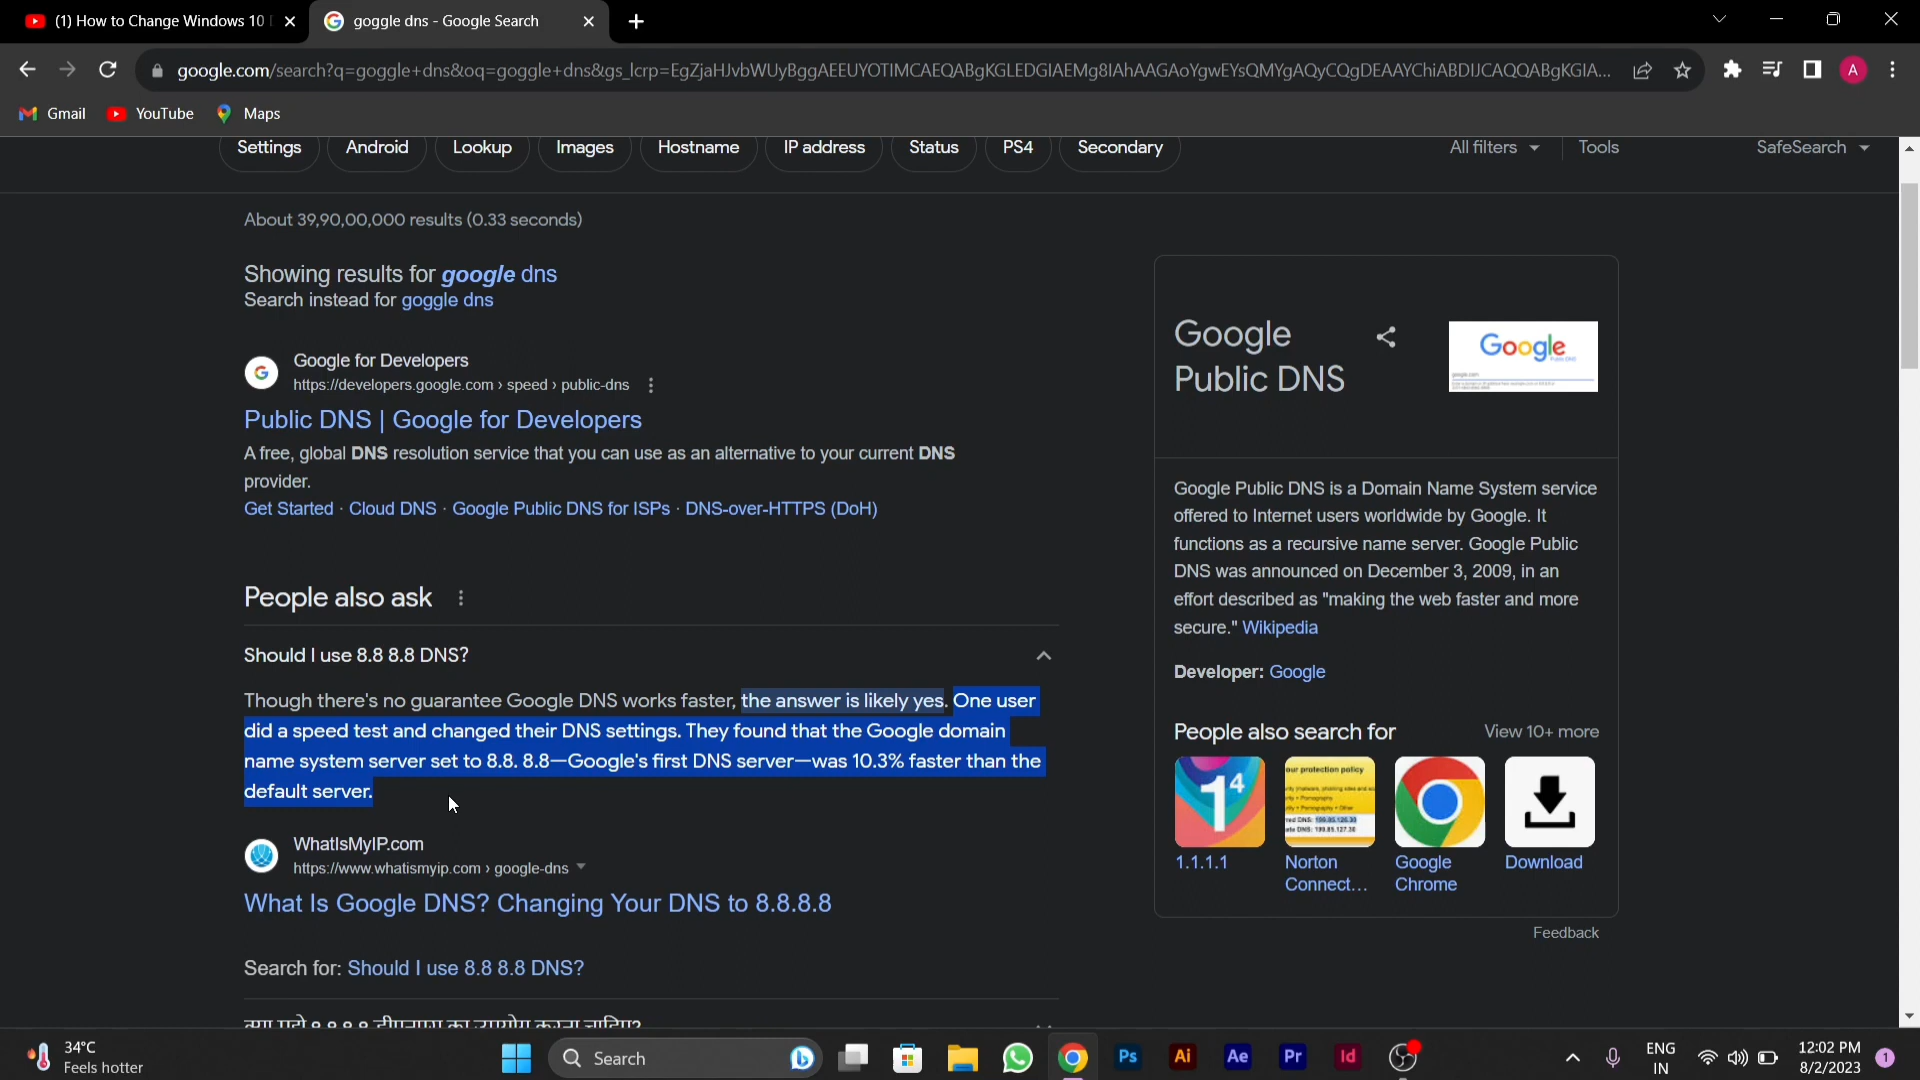 (1) How to Change Windows 10
goggle dns - Google Search
google.com/search?q=goggle+dns&oq=goggle+dns&gs_lcrp=EgZjaHJvbWUyBggAEEUYOTIMCAEQABgKGLEDGIAEMg8IAhAAGAoYgwEYsQMYgAQyCQgDEAAYChiABDIJCAQQABgKGIA...
A
Gmail
YouTube
Maps
Settings
Android
Lookup
Images
Hostname
IP address
Status
PS4
Secondary
All filters
Tools
SafeSearch
About 39,90,00,000 results (0.33 seconds)
Showing results for google dns
Search instead for goggle dns
Google for Developers
https://developers.google.com › speed › public-dns
Public DNS | Google for Developers
A free, global DNS resolution service that you can use as an alternative to your current DNS
provider.
Get Started · Cloud DNS · Google Public DNS for ISPs · DNS-over-HTTPS (DoH)
People also ask
Should I use 8.8 8.8 DNS?
Though there's no guarantee Google DNS works faster, the answer is likely yes. One user
did a speed test and changed their DNS settings. They found that the Google domain
name system server set to 8.8. 8.8—Google's first DNS server—was 10.3% faster than the
default server.
WhatIsMyIP.com
https://www.whatismyip.com › google-dns
What Is Google DNS? Changing Your DNS to 8.8.8.8
Search for: Should I use 8.8 8.8 DNS?
Google
Public DNS
Google
Google Public DNS is a Domain Name System service
offered to Internet users worldwide by Google. It
functions as a recursive name server. Google Public
DNS was announced on December 3, 2009, in an
effort described as "making the web faster and more
secure." Wikipedia
Developer: Google
People also search for
View 10+ more
1.1.1.1
Norton
Connect...
Google
Chrome
Download
Feedback
34°C
Feels hotter
Search
Ps
Ai
Ae
Pr
Id
ENG
IN
12:02 PM
8/2/2023
1